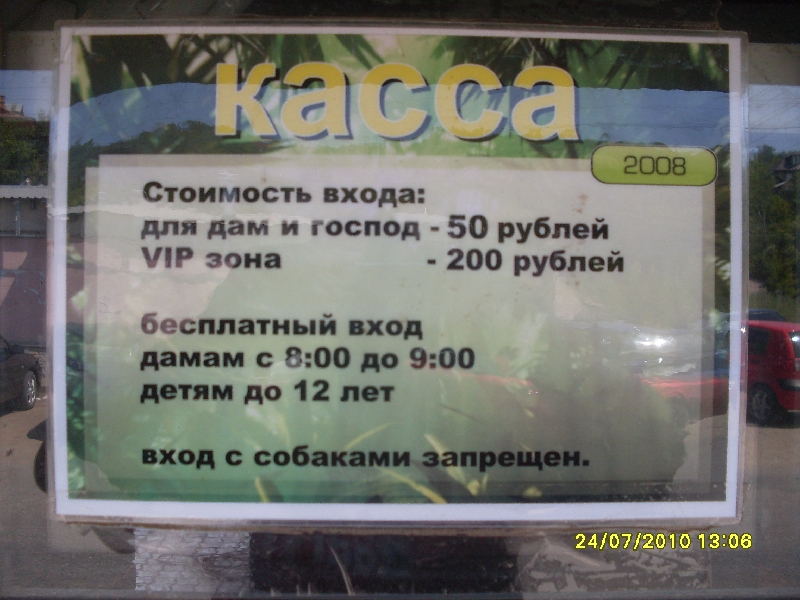 касса
2008
Стоимость входа:
для дам и господ - 50 рублей
VIP зона - 200 рублей
бесплатный вход
дамам с 8:00 до 9:00
детям до 12 лет
вход с собаками запрещен.
24/07/2010 13:06